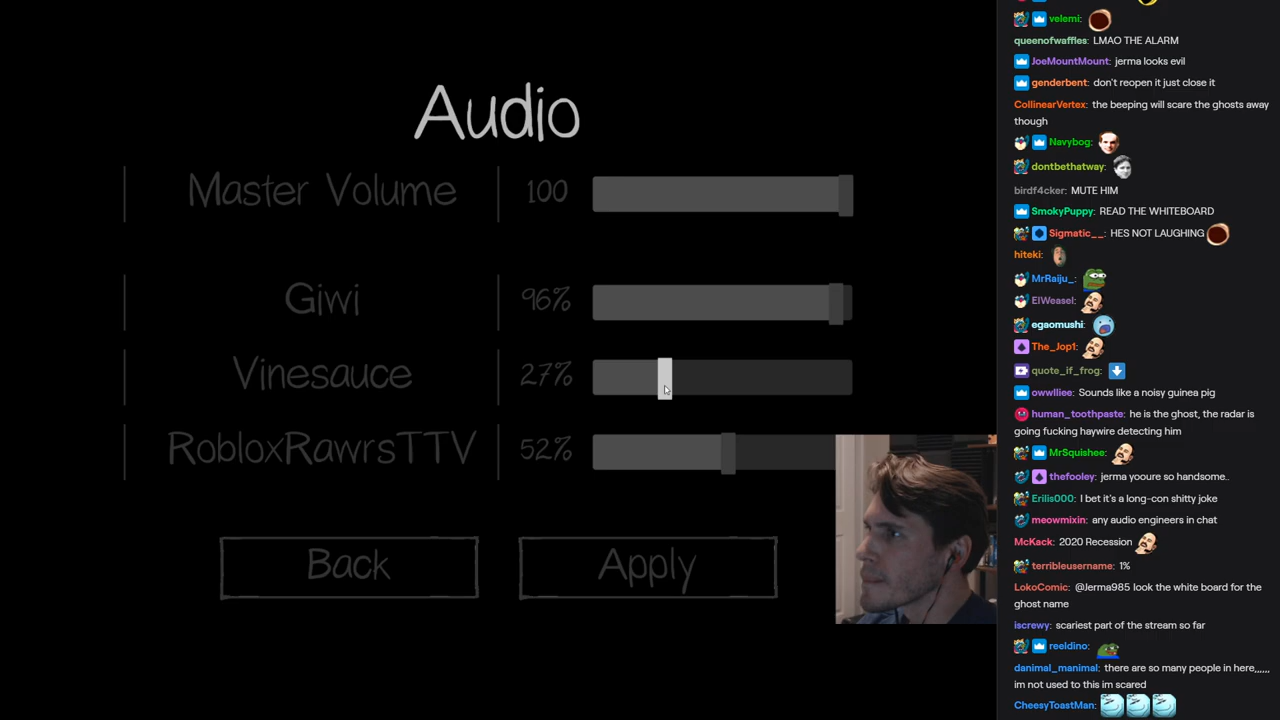 Audio
Master Volume 100
Giwi 96%
Vinesauce 27%
RobloxRawrsTTV 52%
Back Apply
velemi:
queenofwaffles: LMAO THE ALARM
JoeMountMount: jerma looks evil
genderbent: don't reopen it just close it
CollinearVertex: the beeping will scare the ghosts away
though
Navybog:
dontbethatway:
birdf4cker: MUTE HIM
SmokyPuppy: READ THE WHITEBOARD
Sigmatic__: HES NOT LAUGHING
hiteki:
MrRaiju_:
ElWeasel:
egaomushi:
The_Jop1:
quote_if_frog:
owwlliee: Sounds like a noisy guinea pig
human_toothpaste: he is the ghost, the radar is
going fucking haywire detecting him
MrSquishee:
thefooley: jerma yooure so handsome..
Erilis000: I bet it's a long-con shitty joke
meowmixin: any audio engineers in chat
McKack: 2020 Recession
terribleusername: 1%
LokoComic: @Jerma985 look the white board for the
ghost name
iscrewy: scariest part of the stream so far
reeldino:
danimal_manimal: there are so many people in here,,,,,,
im not used to this im scared
CheesyToastMan: